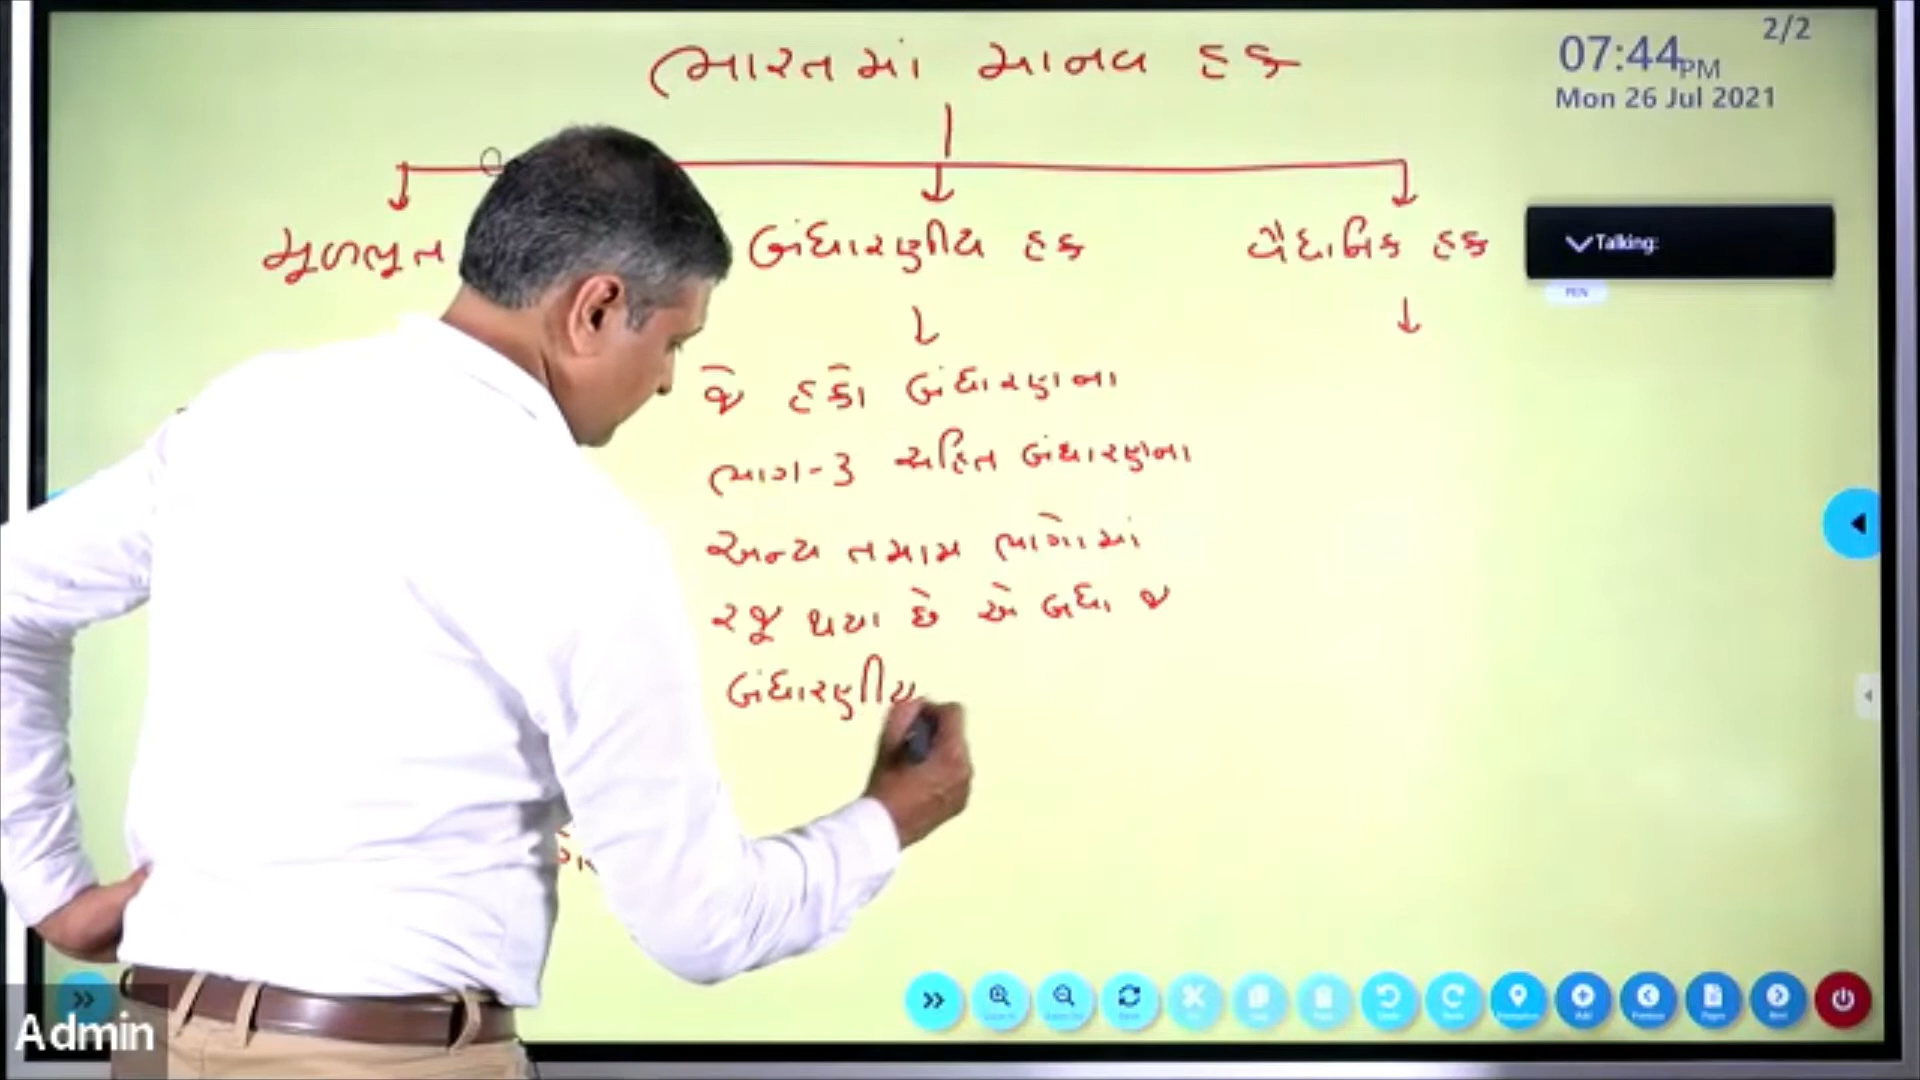 ભારતમાં માનવ હક
2/2
07:44PM
Mon 26 Jul 2021
મૂળભૂત
બંધારણીય હક
વૈધાનિક હક
Talking:
PEN
જે હકો બંધારણના
ભાગ-3 સહિત બંધારણના
અન્ય તમામ ભાગોમાં
રજૂ થયા છે એ બધા જ
બંધારણીય
Admin